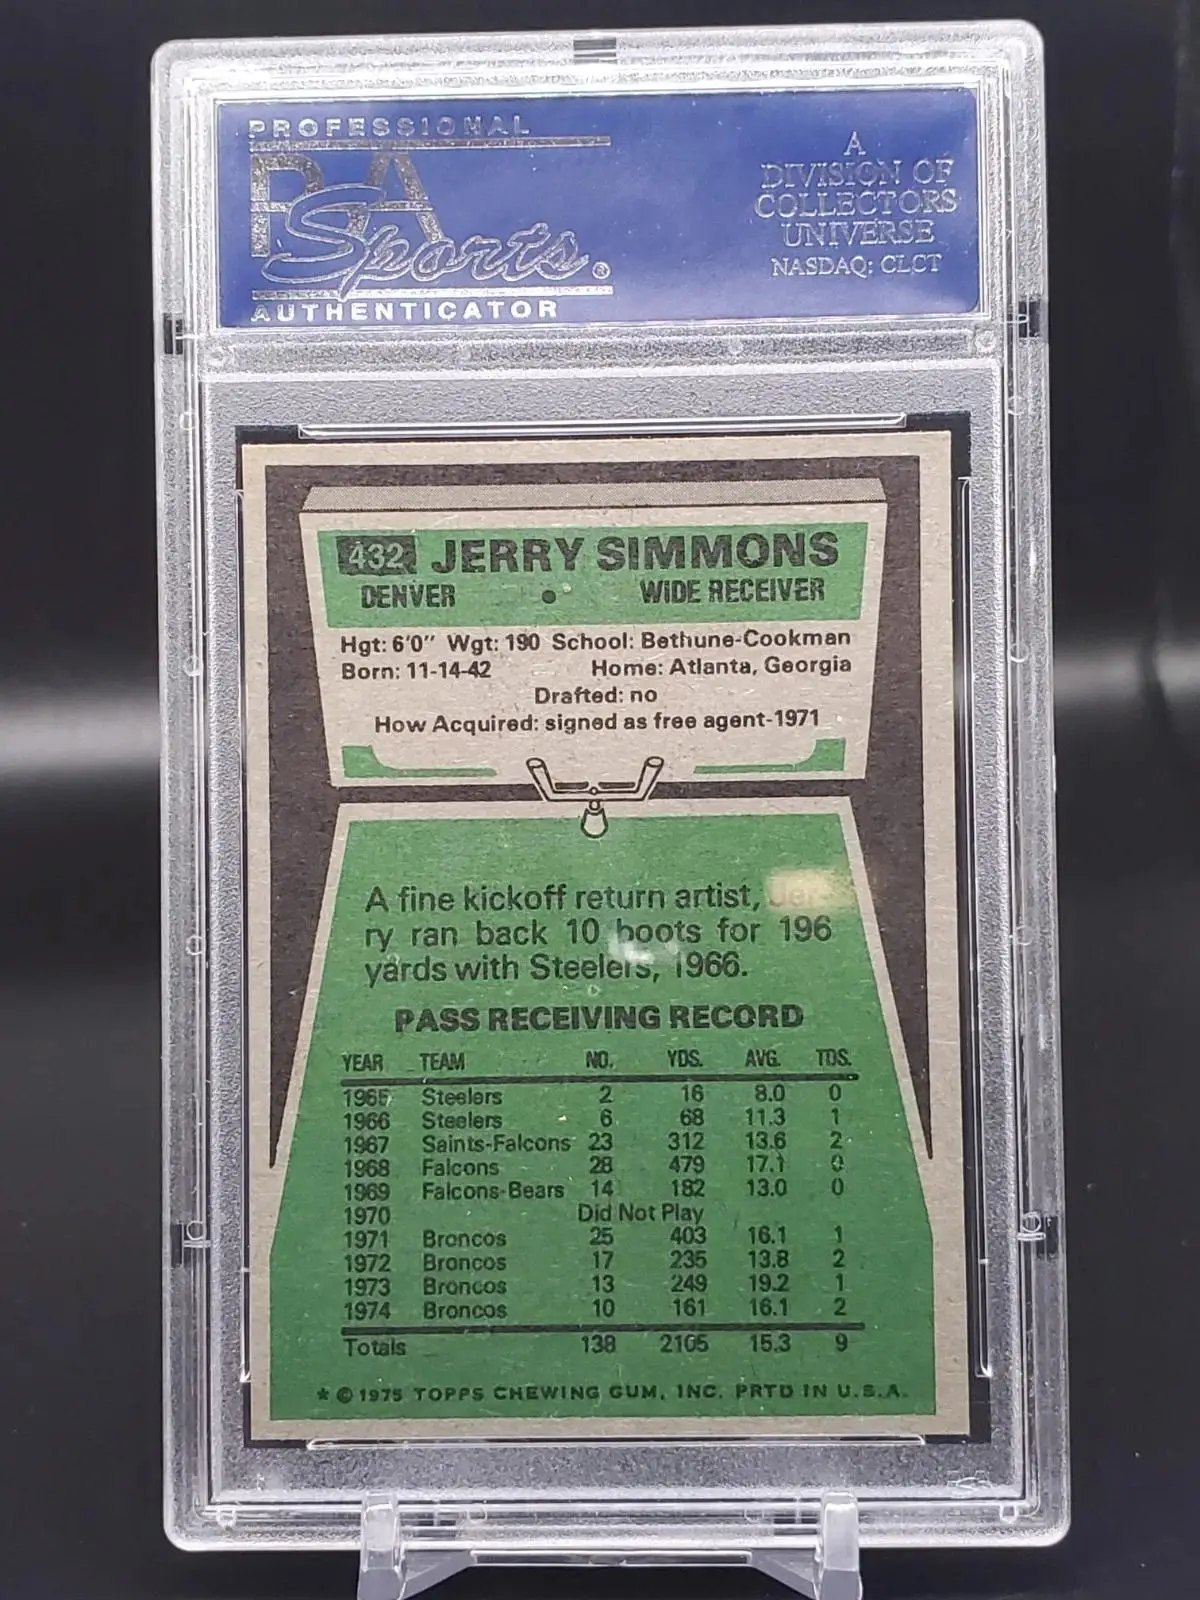 PROFESSIONAL
PSA
Sports®
AUTHENTICATOR
A
DIVISION OF
COLLECTORS
UNIVERSE
NASDAQ: CLCT
432 JERRY SIMMONS
DENVER • WIDE RECEIVER
Hgt: 6'0" Wgt: 190 School: Bethune-Cookman
Born: 11-14-42 Home: Atlanta, Georgia
Drafted: no
How Acquired: signed as free agent-1971
A fine kickoff return artist, Jer-
ry ran back 10 boots for 196
yards with Steelers, 1966.
PASS RECEIVING RECORD
YEAR TEAM NO. YDS. AVG. TDS.
1965 Steelers 2 16 8.0 0
1966 Steelers 6 68 11.3 1
1967 Saints-Falcons 23 312 13.6 2
1968 Falcons 28 479 17.1 0
1969 Falcons-Bears 14 182 13.0 0
1970 Did Not Play
1971 Broncos 25 403 16.1 1
1972 Broncos 17 235 13.8 2
1973 Broncos 13 249 19.2 1
1974 Broncos 10 161 16.1 2
Totals 138 2105 15.3 9
* © 1975 TOPPS CHEWING GUM, INC. PRTD IN U.S.A.